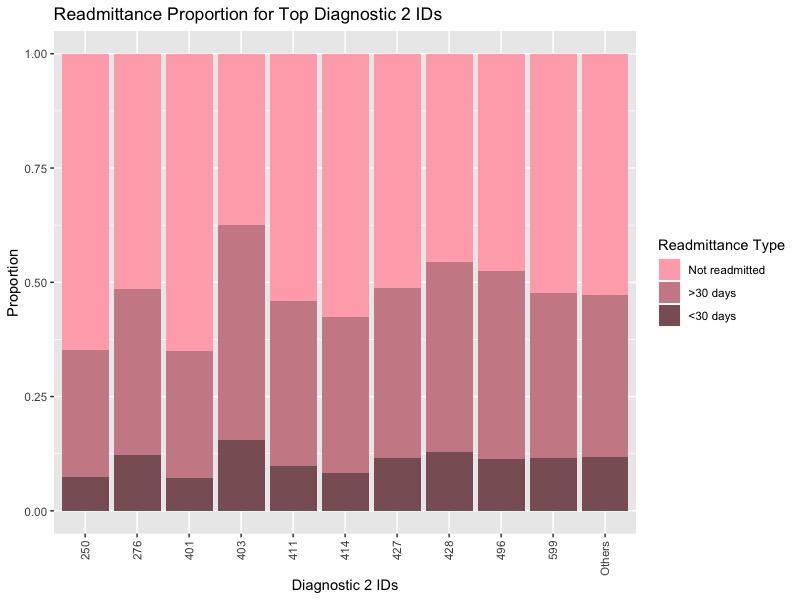 Readmittance Proportion for Top Diagnostic 2 IDs
1.00
0.75
0.50
0.25
0.00
Proportion
250
276
401
403
411
414
427
428
496
599
Others
Diagnostic 2 IDs
Readmittance Type
Not readmitted
>30 days
<30 days